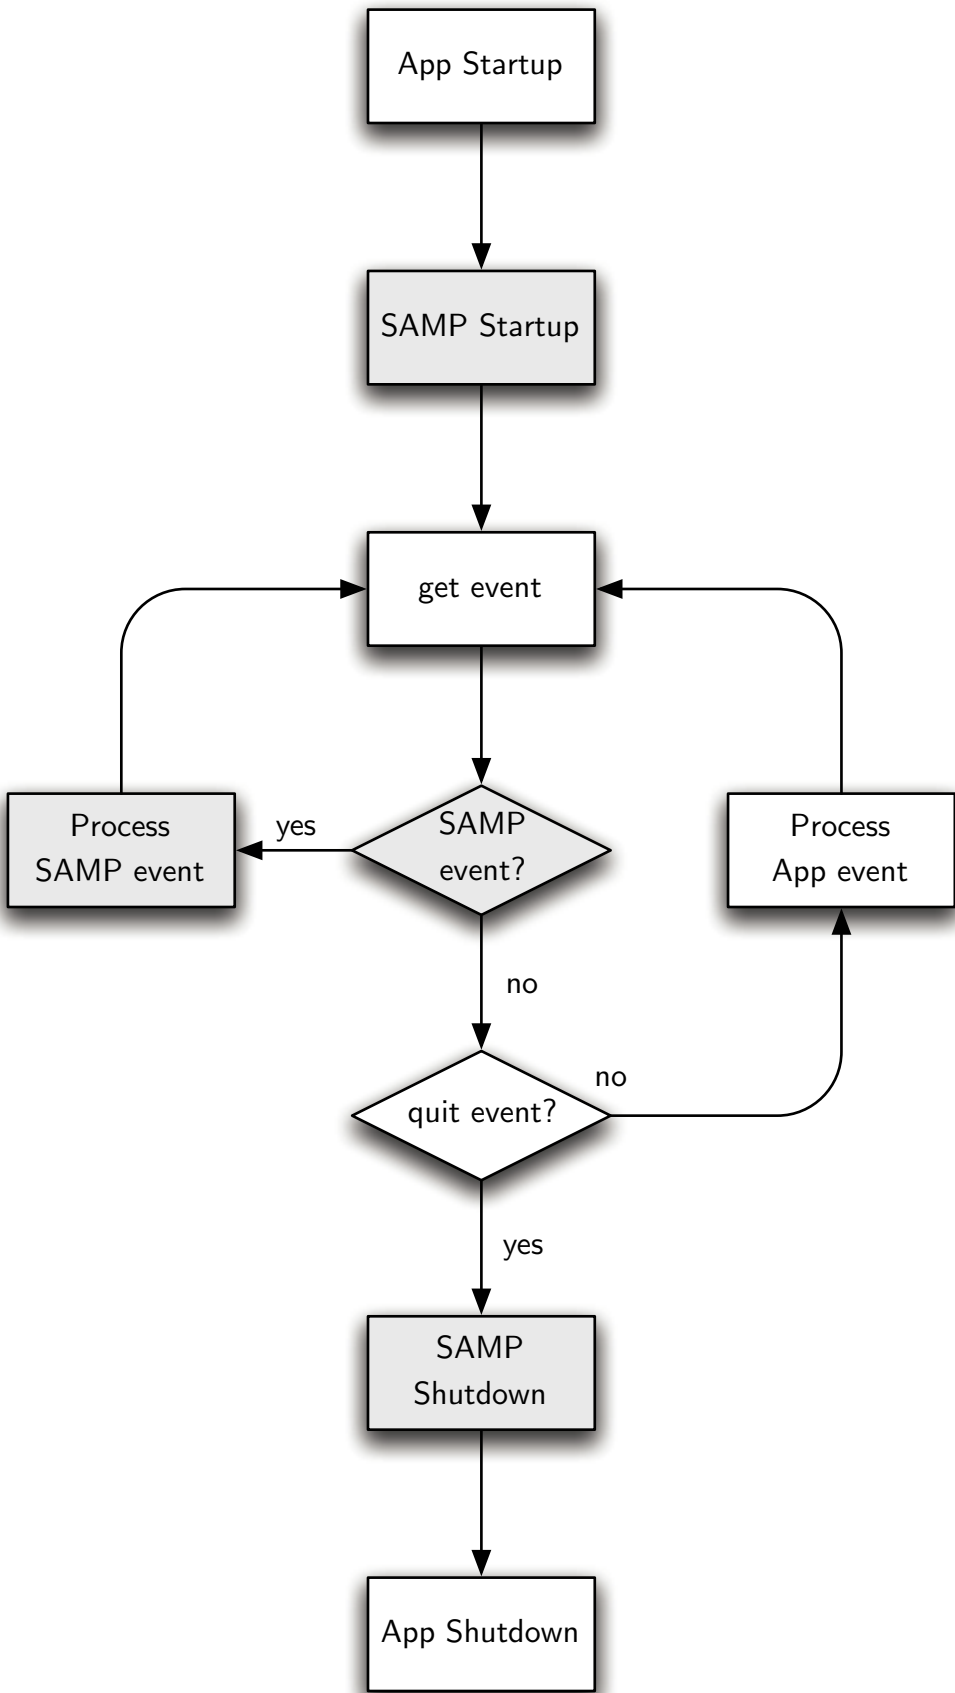 App Startup
SAMP Startup
get event
Process
SAMP event
yes
SAMP
event?
Process
App event
no
quit event?
no
yes
SAMP
Shutdown
App Shutdown